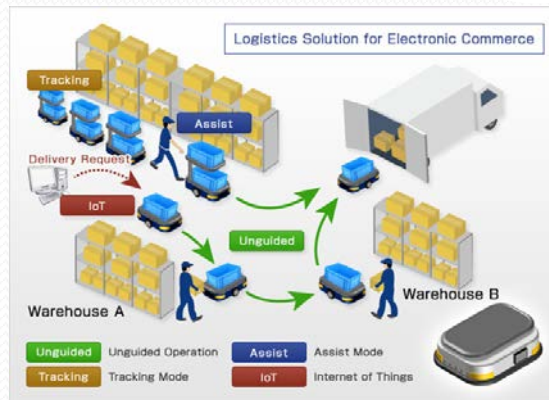 Logistics Solution for Electronic Commerce
Tracking
Assist
Delivery Request
IoT
Unguided
Warehouse A
Warehouse B
Unguided Unguided Operation
Assist Assist Mode
Tracking Tracking Mode
IoT Internet of Things